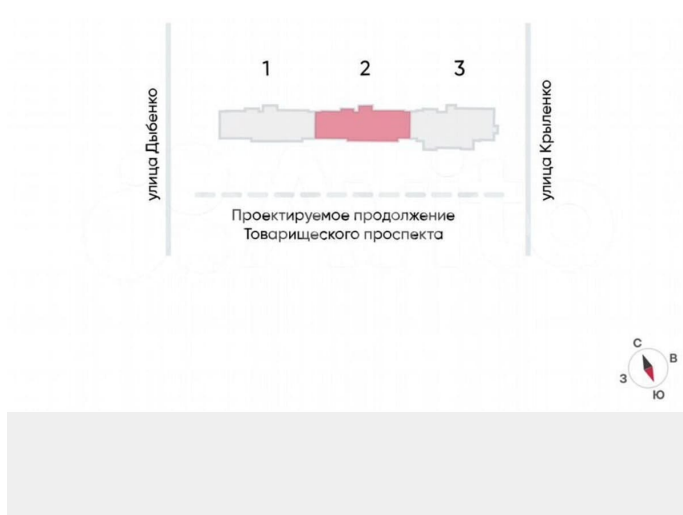 1 2 3
улица Дыбенко
улица Крыленко
Проектируемое продолжение
Товарищеского проспекта
С
В
З
Ю